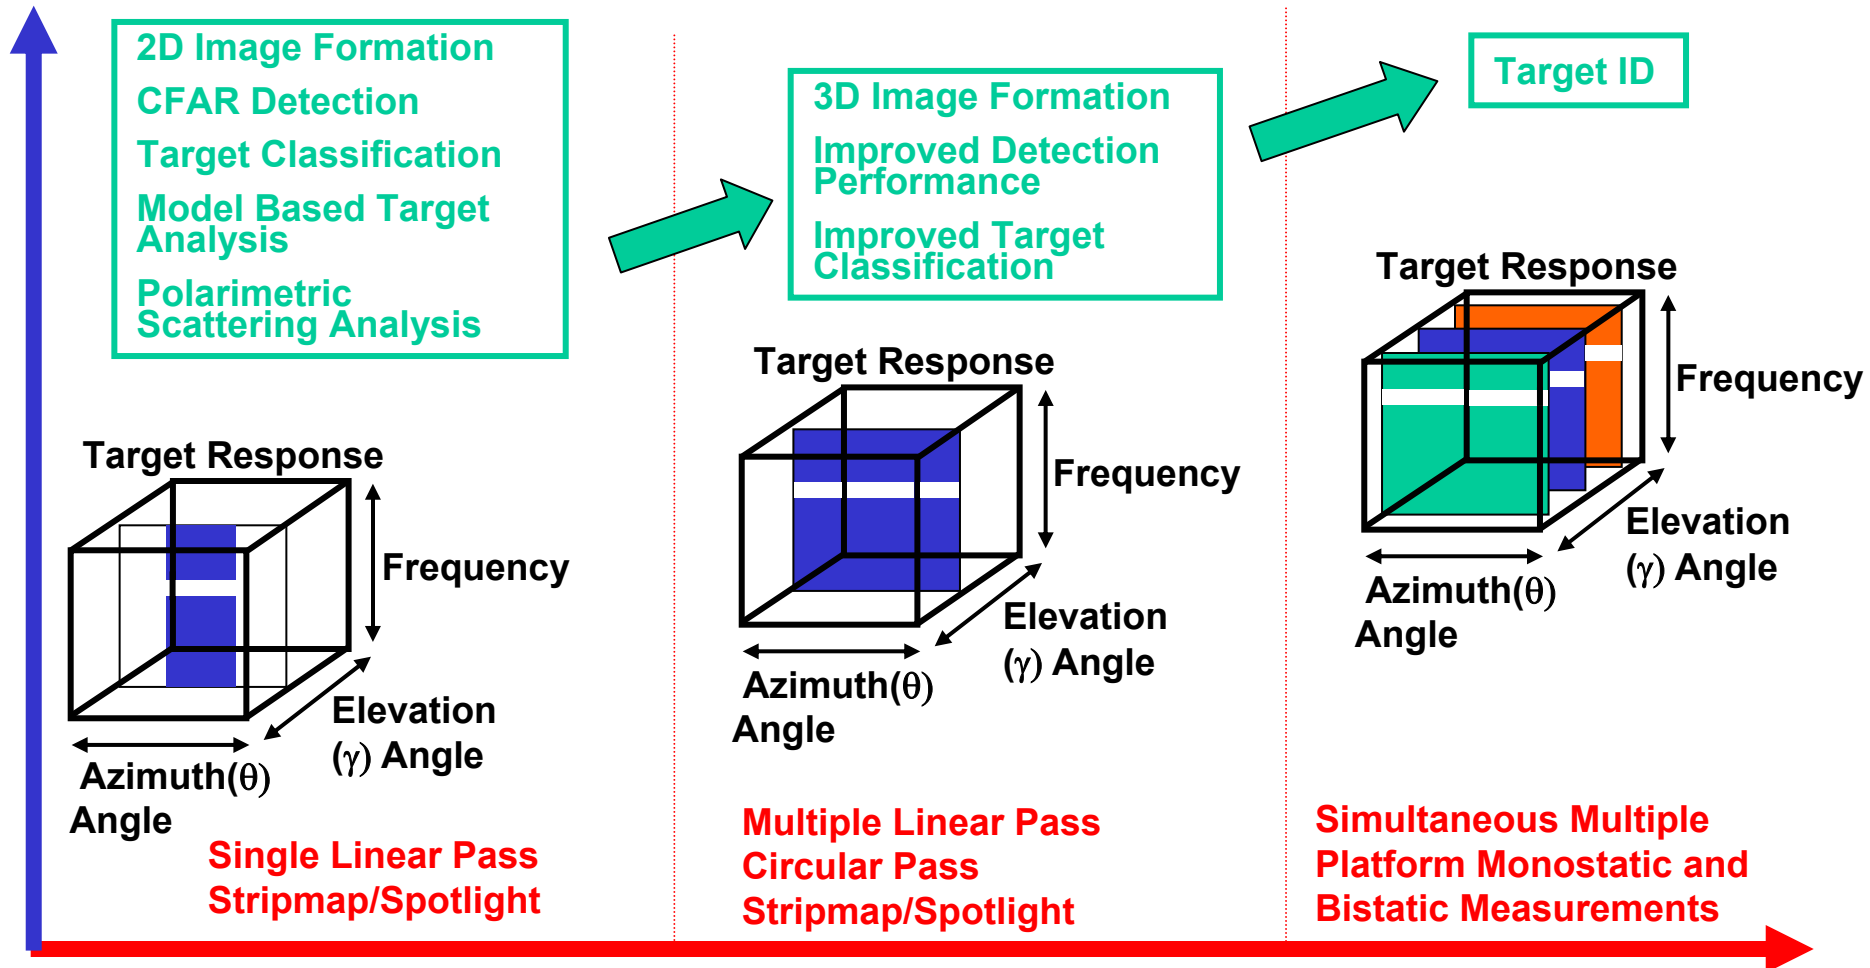 2D Image Formation
CFAR Detection
Target Classification
Model Based Target
Analysis
Polarimetric
Scattering Analysis
Target Response
Frequency
Elevation
(γ) Angle
Azimuth(θ)
Angle
Single Linear Pass
Stripmap/Spotlight
3D Image Formation
Improved Detection
Performance
Improved Target
Classification
Target Response
Frequency
Elevation
(γ) Angle
Azimuth(θ)
Angle
Multiple Linear Pass
Circular Pass
Stripmap/Spotlight
Target ID
Target Response
Frequency
Elevation
(γ) Angle
Azimuth(θ)
Angle
Simultaneous Multiple
Platform Monostatic and
Bistatic Measurements